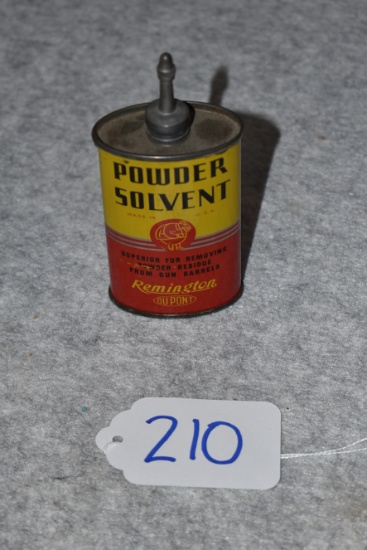 POWDER
SOLVENT
MADE IN U.S.A.
SUPERIOR FOR REMOVING
POWDER RESIDUE
FROM GUN BARRELS
Remington
DU PONT
210